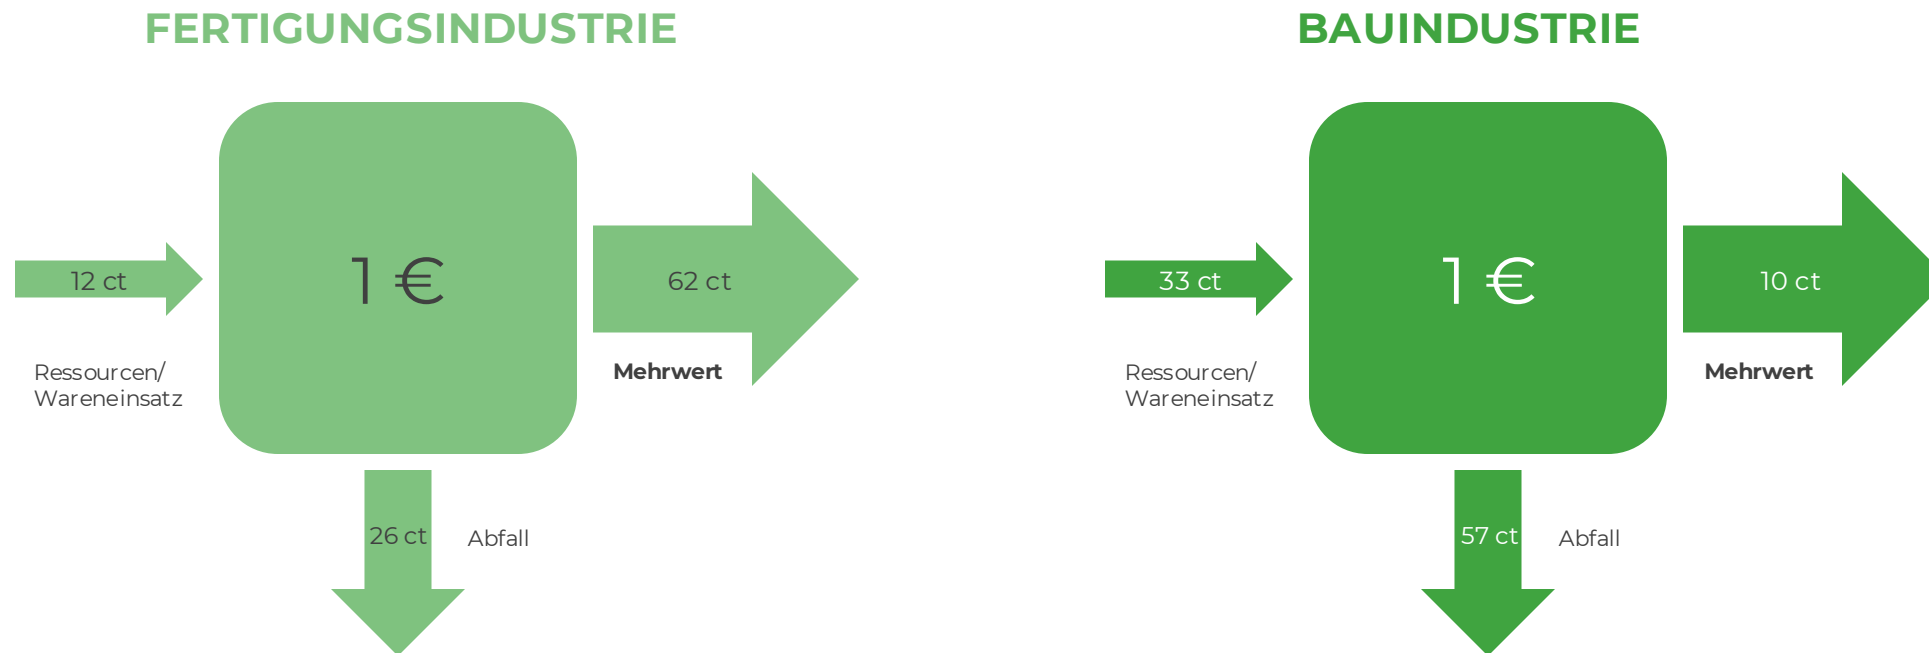 FERTIGUNGSINDUSTRIE
1 €
12 ct
62 ct
Ressourcen/
Wareneinsatz
Mehrwert
26 ct
Abfall
BAUINDUSTRIE
1 €
33 ct
10 ct
Ressourcen/
Wareneinsatz
Mehrwert
57 ct
Abfall